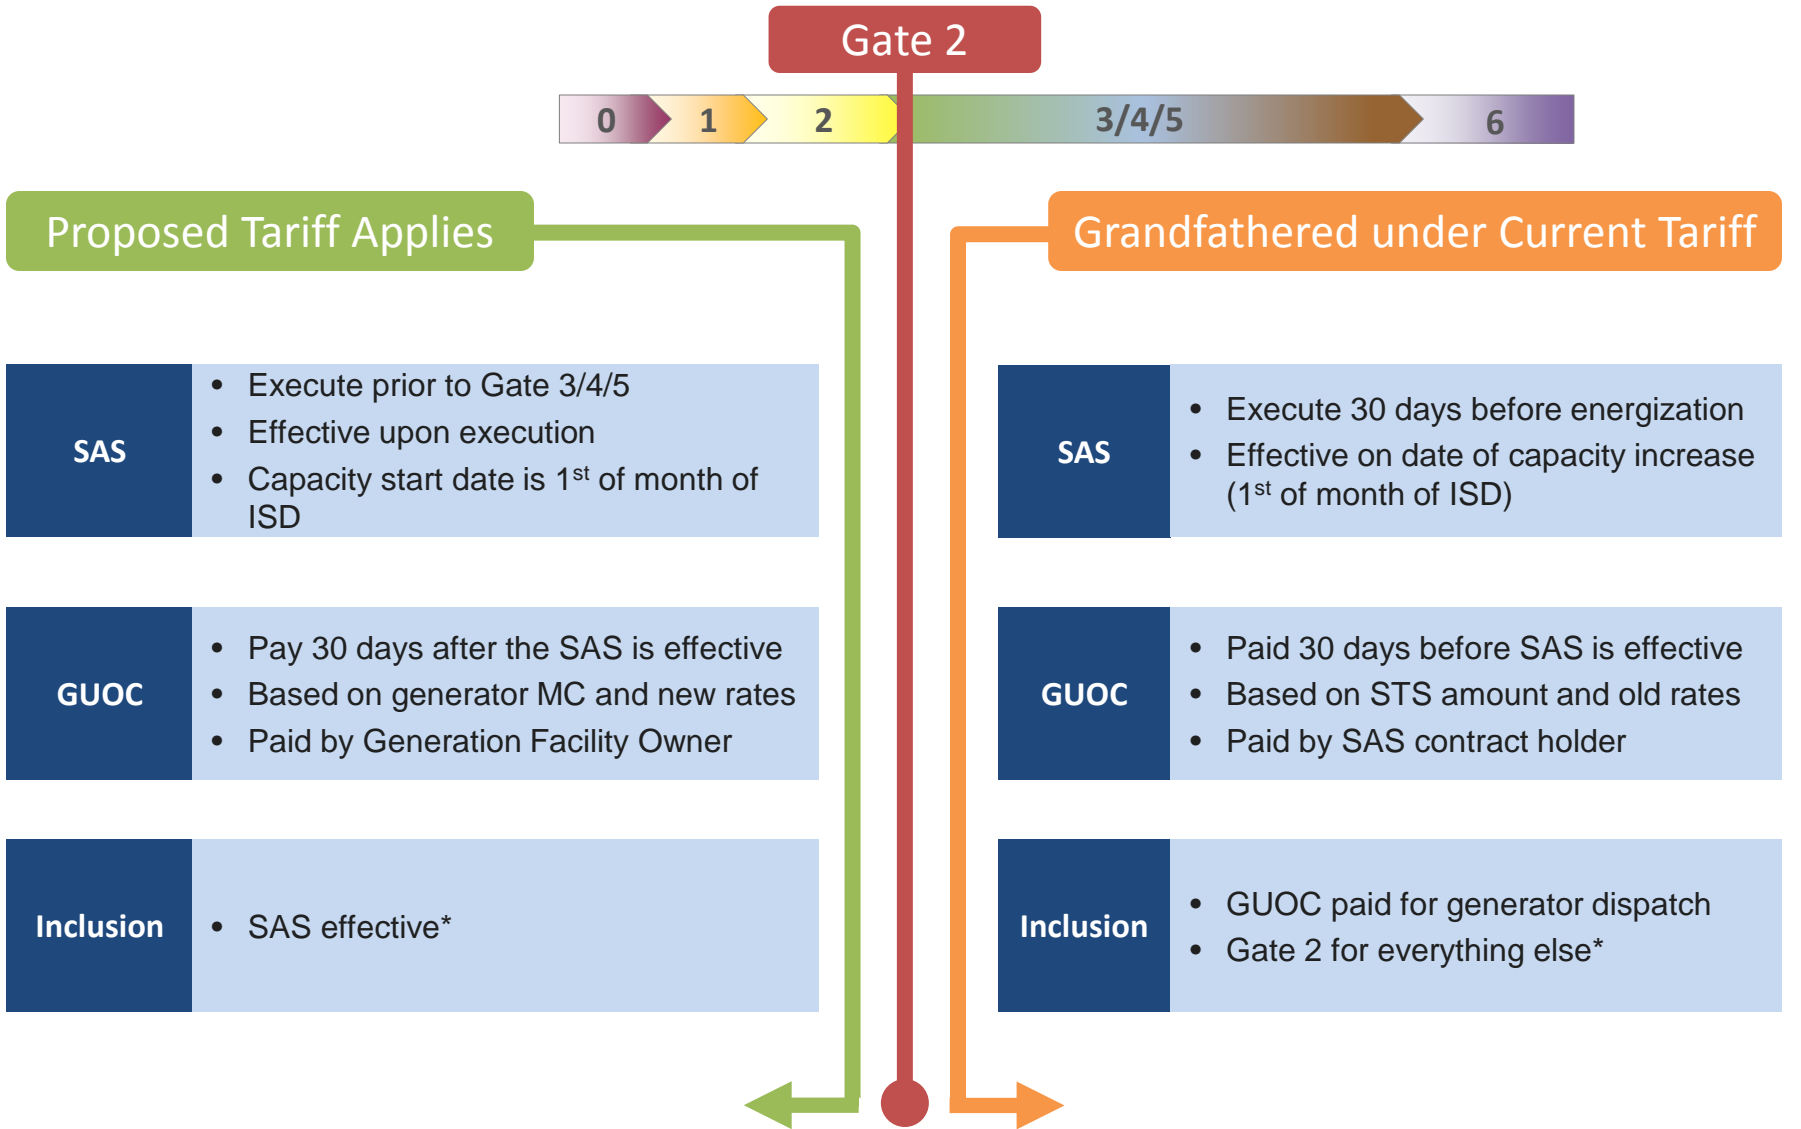 Gate 2
0 1 2 3/4/5 6
Proposed Tariff Applies
SAS
• Execute prior to Gate 3/4/5
• Effective upon execution
• Capacity start date is 1st of month of
ISD
GUOC
• Pay 30 days after the SAS is effective
• Based on generator MC and new rates
• Paid by Generation Facility Owner
Inclusion
• SAS effective*
Grandfathered under Current Tariff
SAS
• Execute 30 days before energization
• Effective on date of capacity increase
(1st of month of ISD)
GUOC
• Paid 30 days before SAS is effective
• Based on STS amount and old rates
• Paid by SAS contract holder
Inclusion
• GUOC paid for generator dispatch
• Gate 2 for everything else*